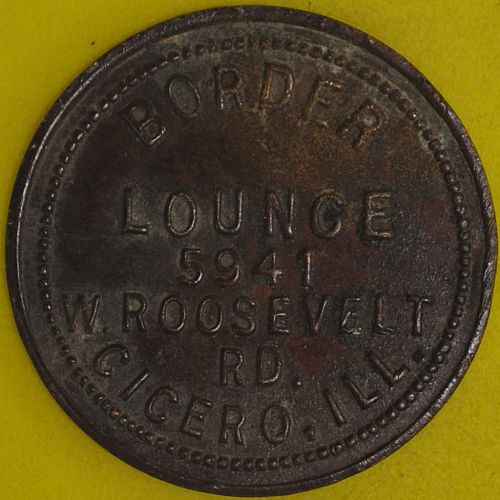 BORDER
LOUNGE
5941
W. ROOSEVELT
RD.
CICERO, ILL.